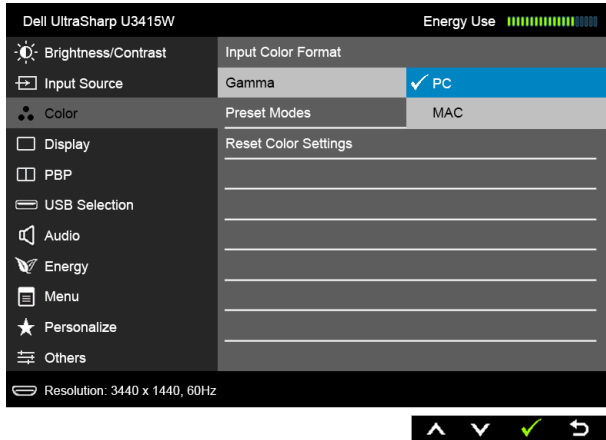 Dell UltraSharp U3415W Energy Use
Brightness/Contrast Input Color Format
Input Source Gamma PC
Color Preset Modes MAC
Display Reset Color Settings
PBP
USB Selection
Audio
Energy
Menu
Personalize
Others
Resolution: 3440 x 1440, 60Hz